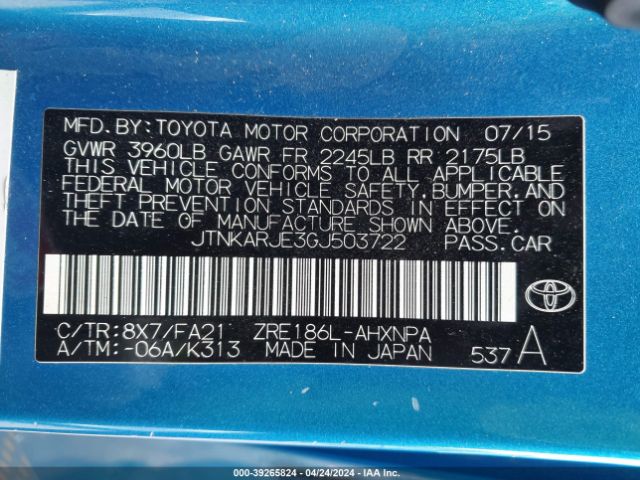 MFD. BY: TOYOTA MOTOR CORPORATION 07/15
GVWR 3960LB GAWR FR 2245LB RR 2175LB
THIS VEHICLE CONFORMS TO ALL APPLICABLE
FEDERAL MOTOR VEHICLE SAFETY, BUMPER, AND
THEFT PREVENTION STANDARDS IN EFFECT ON
THE DATE OF MANUFACTURE SHOWN ABOVE.
JTNKARJE3GJ503722 PASS.CAR
C/TR:8X7/FA21 ZRE186L-AHXNPA
A/TM:-06A/K313 MADE IN JAPAN 537 A
000-39265824 - 04/24/2024 - IAA Inc.